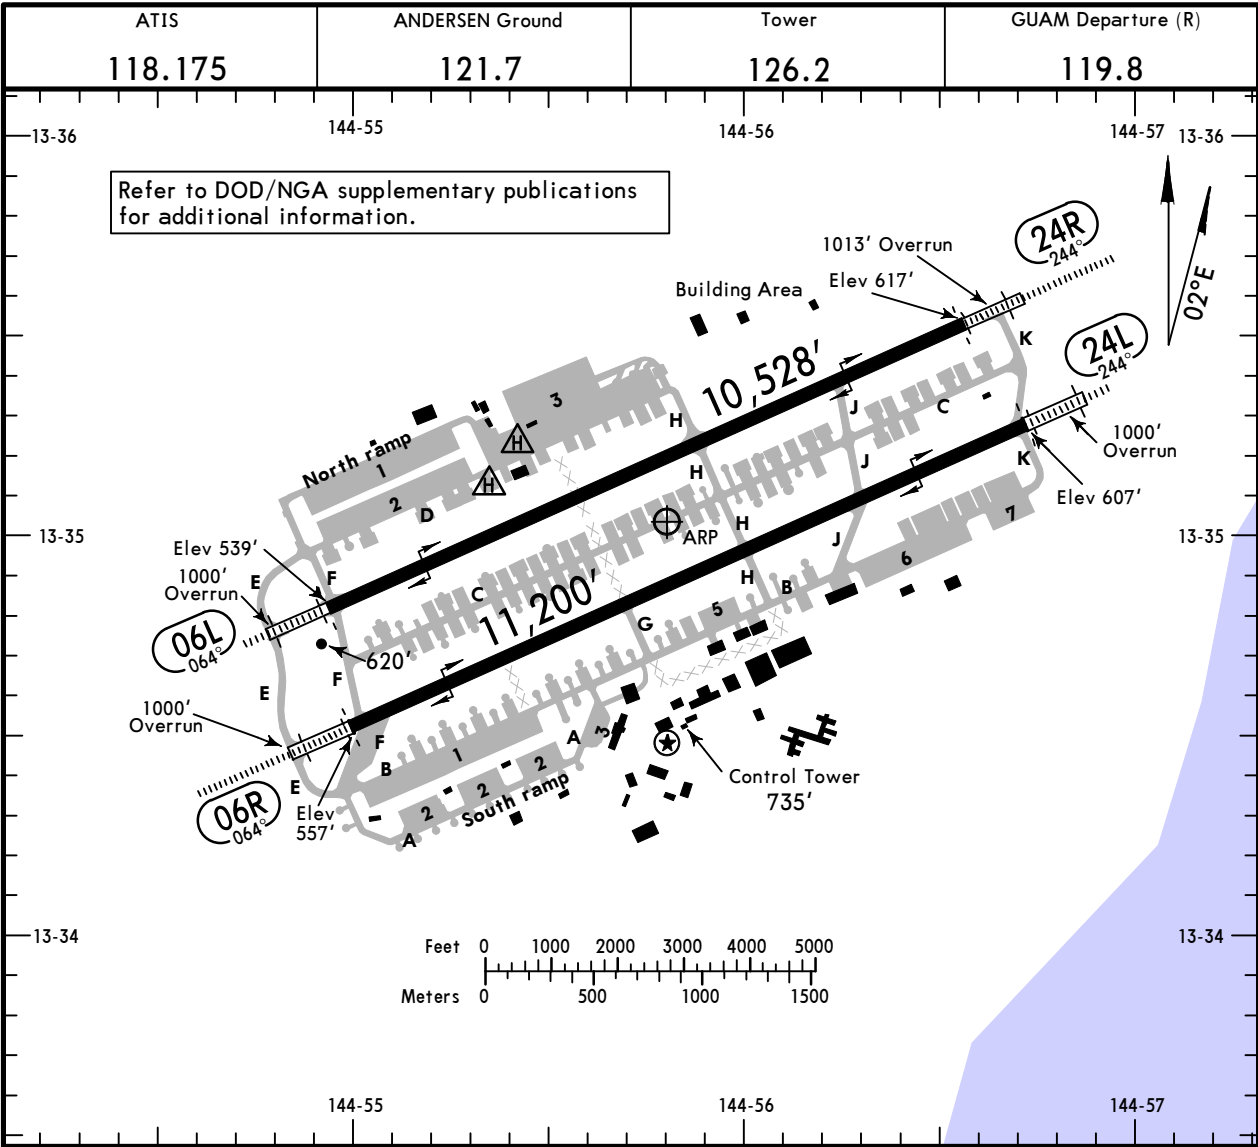 ATIS
118.175
ANDERSEN Ground
121.7
Tower
126.2
GUAM Departure (R)
119.8
13-36
144-55
144-56
144-57
13-36
Refer to DOD/NGA supplementary publications
for additional information.
24R
244°
02°E
1013' Overrun
Elev 617'
Building Area
24L
244°
K
10,528'
3
H
J
C
1000'
Overrun
H
North ramp
1
H
H
J
K
Elev 607'
2
D
H
ARP
J
7
13-35
13-35
Elev 539'
1000'
Overrun
E
F
C
11,200'
H
B
6
5
G
06L
064°
620'
E
F
1000'
Overrun
F
A
3
B
1
2
E
2
South ramp
2
A
06R
064°
Elev
557'
Control Tower
735'
13-34
13-34
Feet 0 1000 2000 3000 4000 5000
Meters 0 500 1000 1500
144-55
144-56
144-57